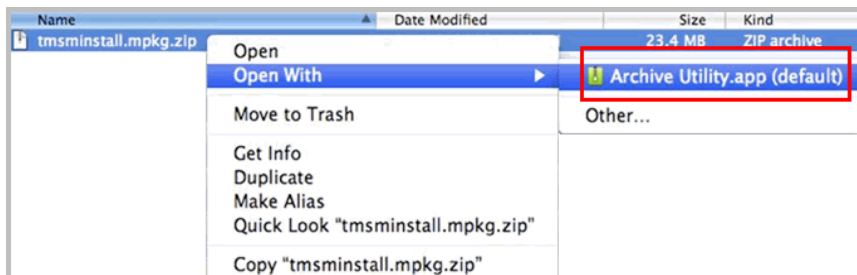 Name Date Modified Size Kind
tmsminstall.mpkg.zip 23.4 MB ZIP archive
Open
Open With Archive Utility.app (default)
Move to Trash Other...
Get Info
Duplicate
Make Alias
Quick Look “tmsminstall.mpkg.zip”
Copy “tmsminstall.mpkg.zip”